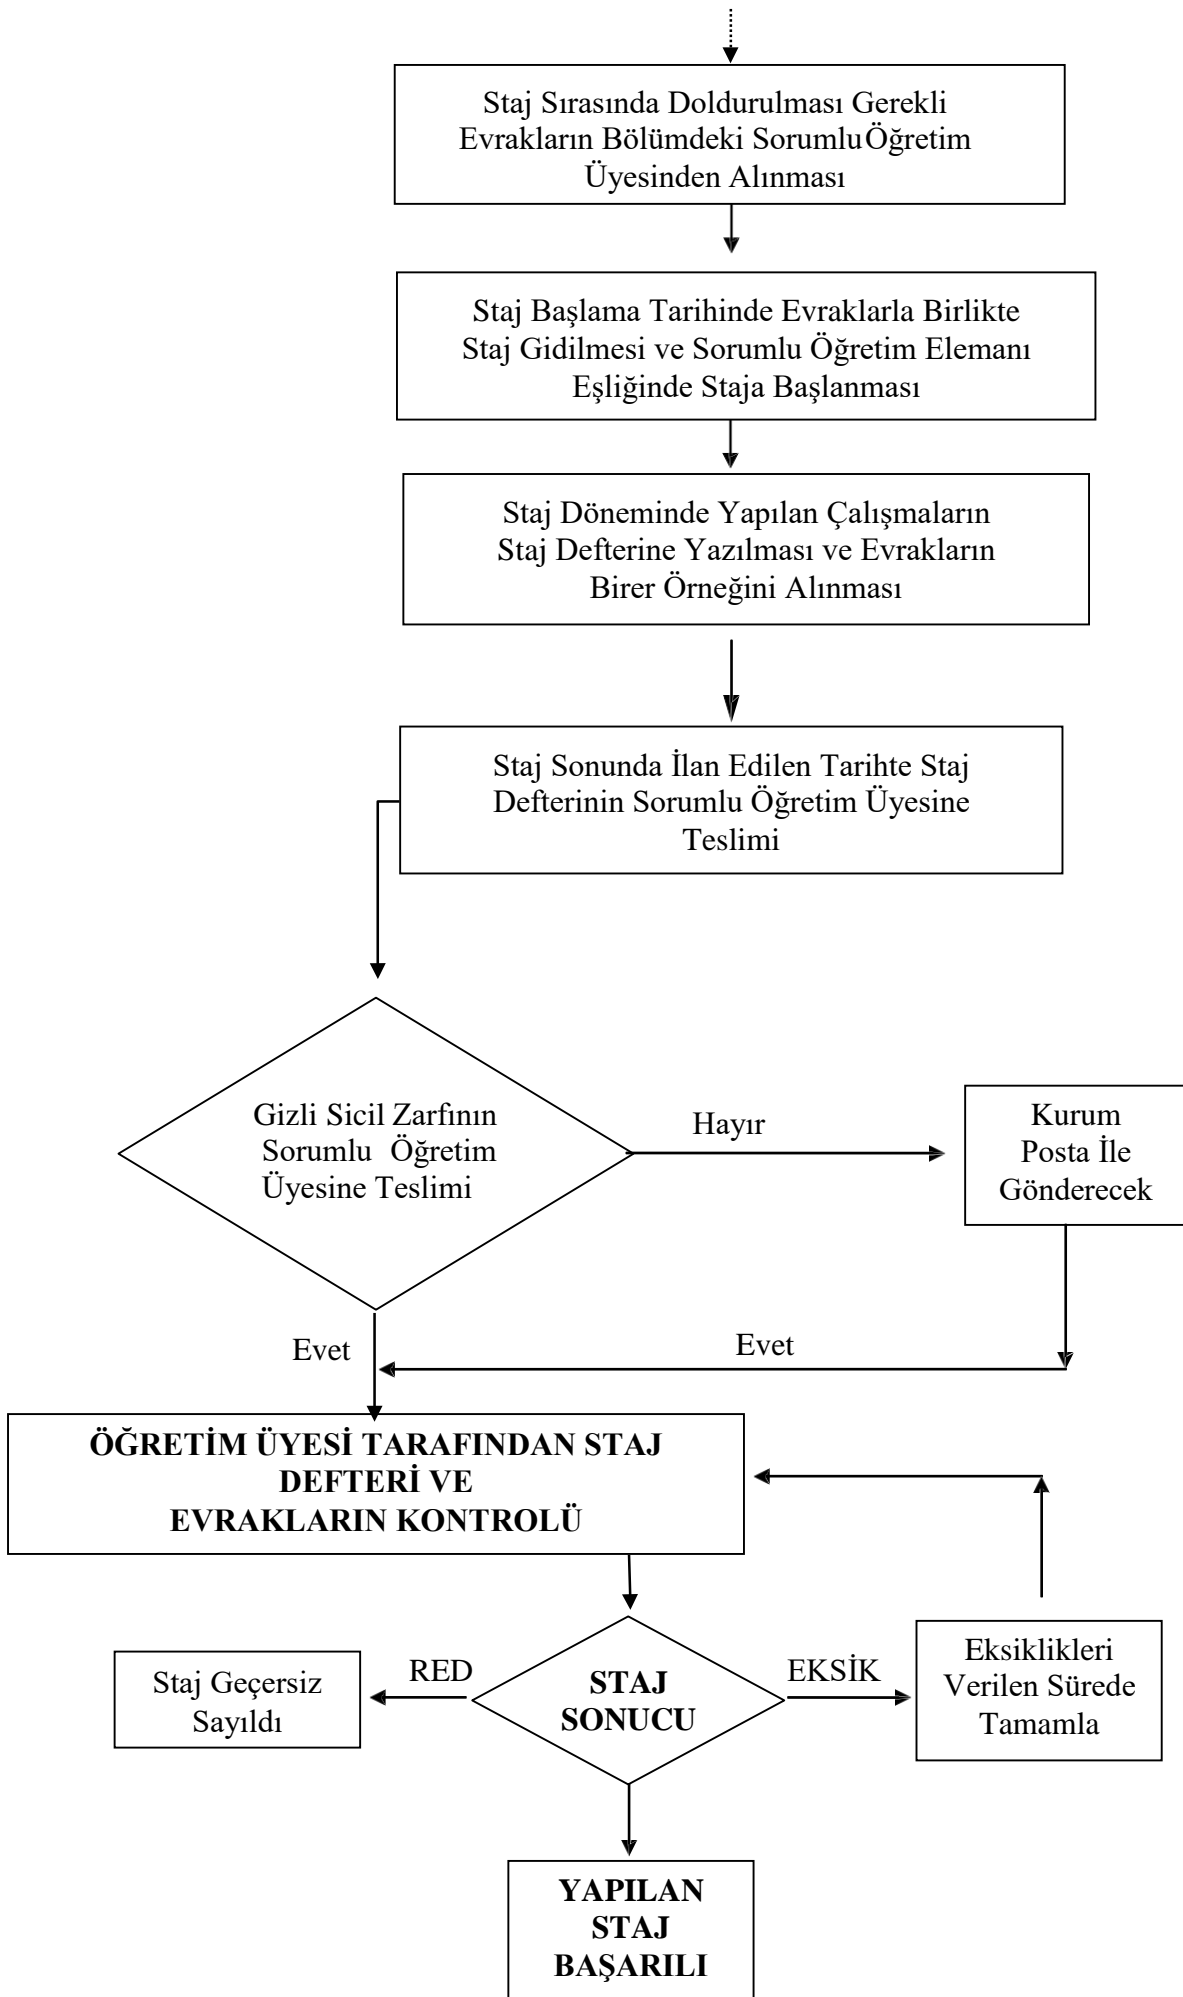 Staj Sırasında Doldurulması Gerekli
Evrakların Bölümdeki Sorumlu Öğretim
Üyesinden Alınması
Staj Başlama Tarihinde Evraklarla Birlikte
Staj Gidilmesi ve Sorumlu Öğretim Elemanı
Eşliğinde Staja Başlanması
Staj Döneminde Yapılan Çalışmaların
Staj Defterine Yazılması ve Evrakların
Birer Örneğini Alınması
Staj Sonunda İlan Edilen Tarihte Staj
Defterinin Sorumlu Öğretim Üyesine
Teslimi
Gizli Sicil Zarfının
Sorumlu Öğretim
Üyesine Teslimi
Hayır
Kurum
Posta İle
Gönderecek
Evet
Evet
ÖĞRETİM ÜYESİ TARAFINDAN STAJ
DEFTERİ VE
EVRAKLARIN KONTROLÜ
Staj Geçersiz
Sayıldı
RED
STAJ
SONUCU
EKSİK
Eksiklikleri
Verilen Sürede
Tamamla
YAPILAN
STAJ
BAŞARILI